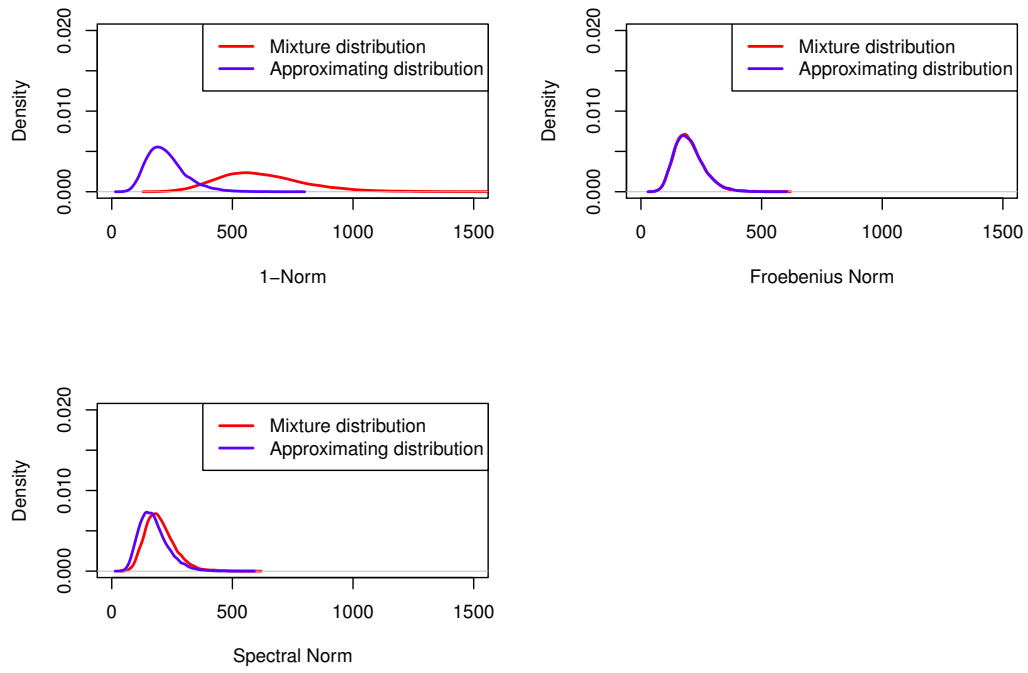 Density
0.000
0.010
0.020
Mixture distribution
Approximating distribution
0
500
1000
1500
1−Norm
Density
0.000
0.010
0.020
Mixture distribution
Approximating distribution
0
500
1000
1500
Froebenius Norm
Density
0.000
0.010
0.020
Mixture distribution
Approximating distribution
0
500
1000
1500
Spectral Norm